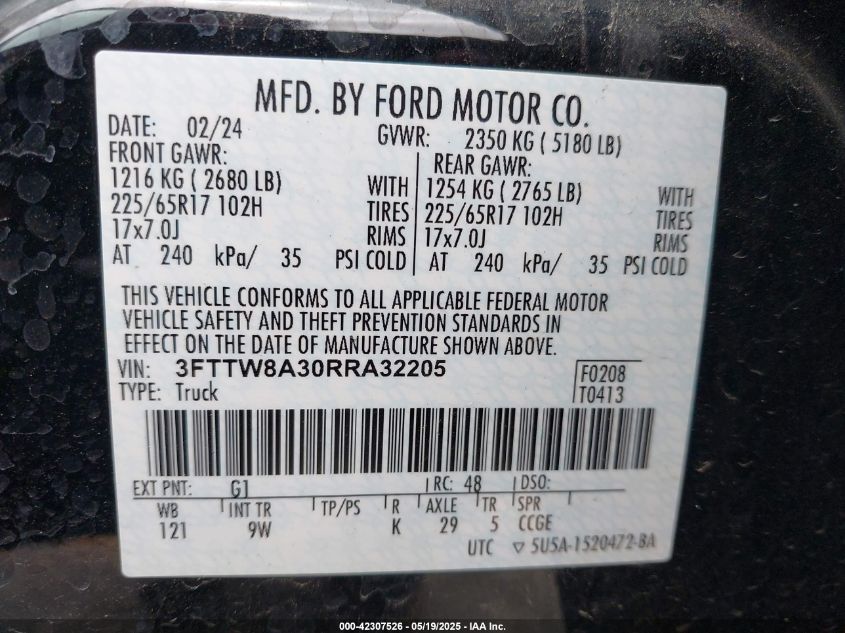 MFD. BY FORD MOTOR CO.
DATE: 02/24 GVWR: 2350 KG ( 5180 LB)
FRONT GAWR: REAR GAWR:
1216 KG ( 2680 LB) WITH 1254 KG ( 2765 LB) WITH
225/65R17 102H TIRES 225/65R17 102H TIRES
17x7.0J RIMS 17x7.0J RIMS
AT 240 kPa/ 35 PSI COLD AT 240 kPa/ 35 PSI COLD
THIS VEHICLE CONFORMS TO ALL APPLICABLE FEDERAL MOTOR
VEHICLE SAFETY AND THEFT PREVENTION STANDARDS IN
EFFECT ON THE DATE OF MANUFACTURE SHOWN ABOVE.
VIN: 3FTTW8A30RRA32205 F0208
TYPE: Truck T0413
EXT PNT: G1 RC: 48 DSO:
WB INT TR TP/PS R AXLE TR SPR
121 9W K 29 5 CCGE
UTC ▽ 5U5A-1520472-BA
000-42307526 - 05/19/2025 - IAA Inc.